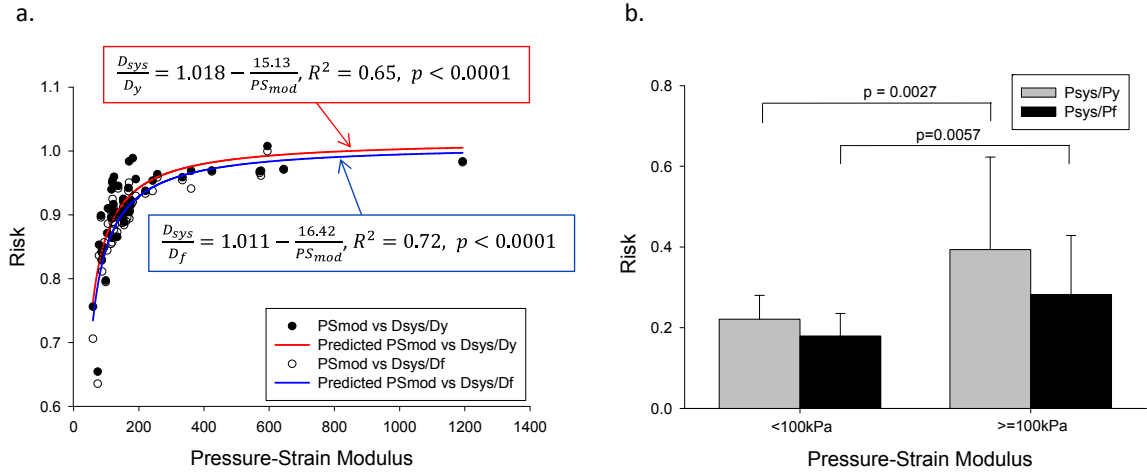 a.
D_sys/D_y = 1.018 − 15.13/PS_mod, R² = 0.65, p < 0.0001
D_sys/D_f = 1.011 − 16.42/PS_mod, R² = 0.72, p < 0.0001
1.1
1.0
0.9
0.8
0.7
0.6
Risk
PSmod vs Dsys/Dy
Predicted PSmod vs Dsys/Dy
PSmod vs Dsys/Df
Predicted PSmod vs Dsys/Df
0 200 400 600 800 1000 1200 1400
Pressure-Strain Modulus
b.
Psys/Py
Psys/Pf
p = 0.0027
p=0.0057
0.8
0.6
0.4
0.2
0.0
Risk
<100kPa >=100kPa
Pressure-Strain Modulus